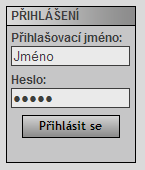 PŘIHLÁŠENÍ
Přihlašovací jméno:
Jméno
Heslo:
●●●●●
Přihlásit se